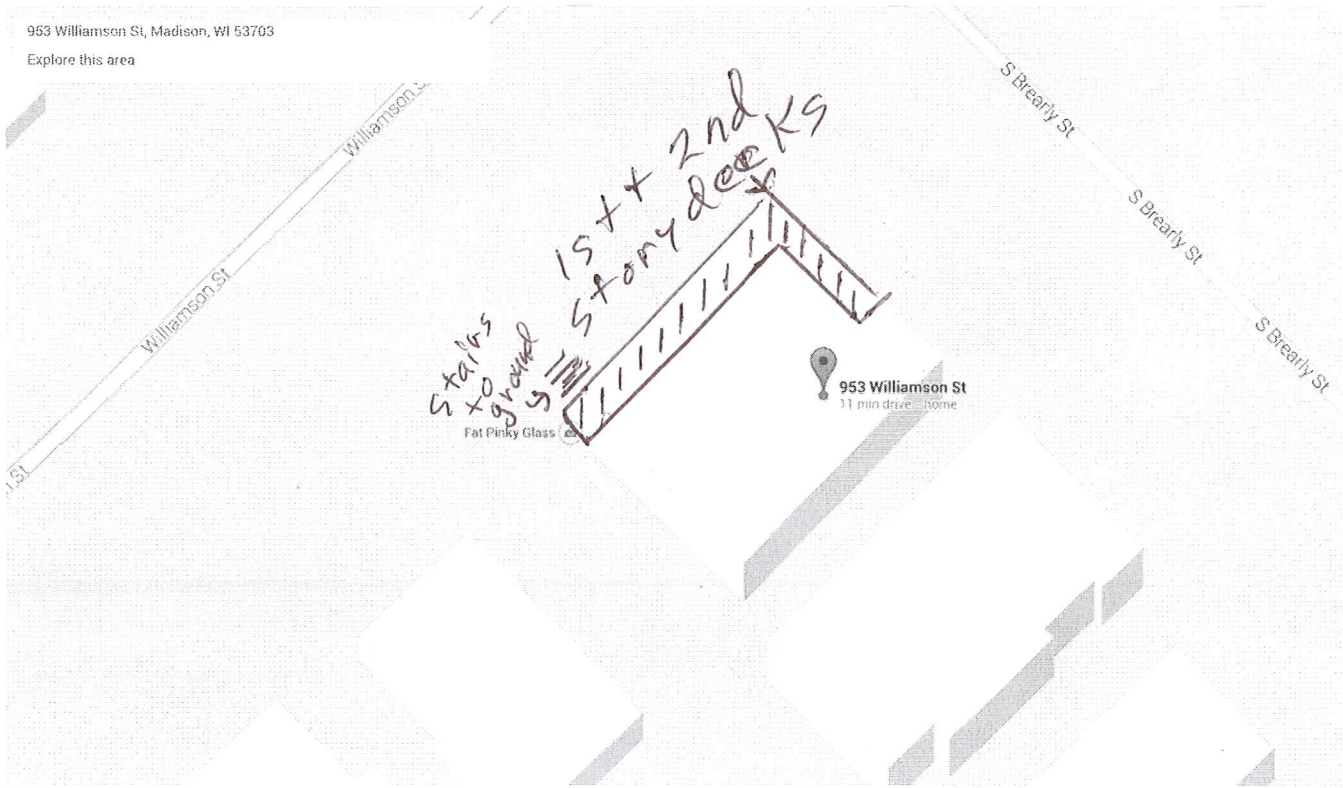 953 Williamson St, Madison, WI 53703
Explore this area
Williamson S
Williamson St
St
S Brearly St
S Brearly St
S Brearly St
1st + 2nd
story decks
stairs
to
ground
953 Williamson St
11 min drive - home
Fat Pinky Glass